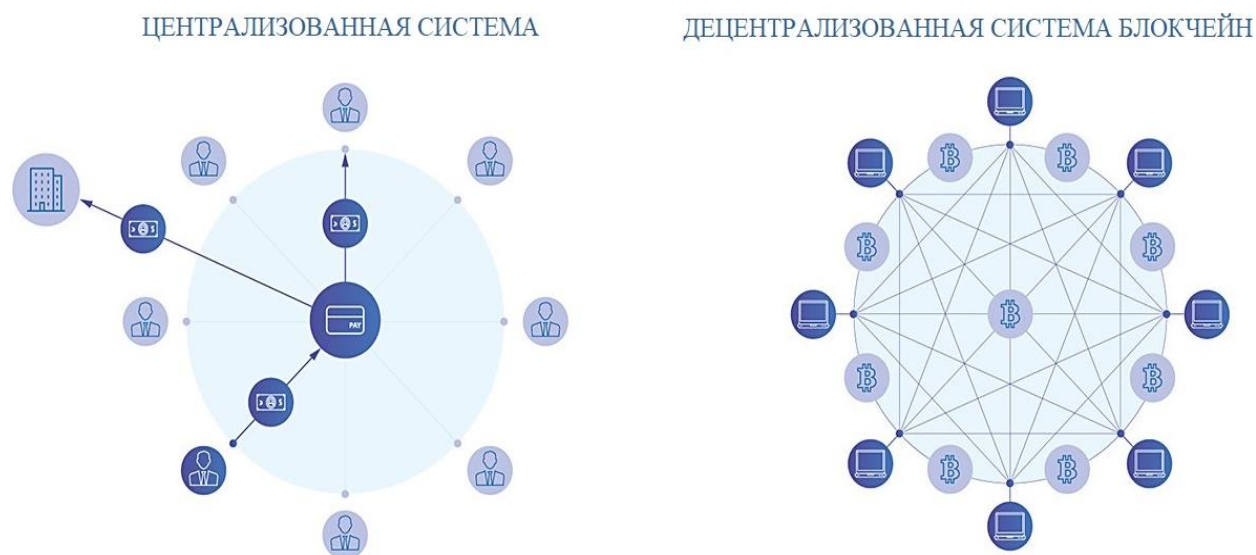 ЦЕНТРАЛИЗОВАННАЯ СИСТЕМА
ДЕЦЕНТРАЛИЗОВАННАЯ СИСТЕМА БЛОКЧЕЙН
PAY